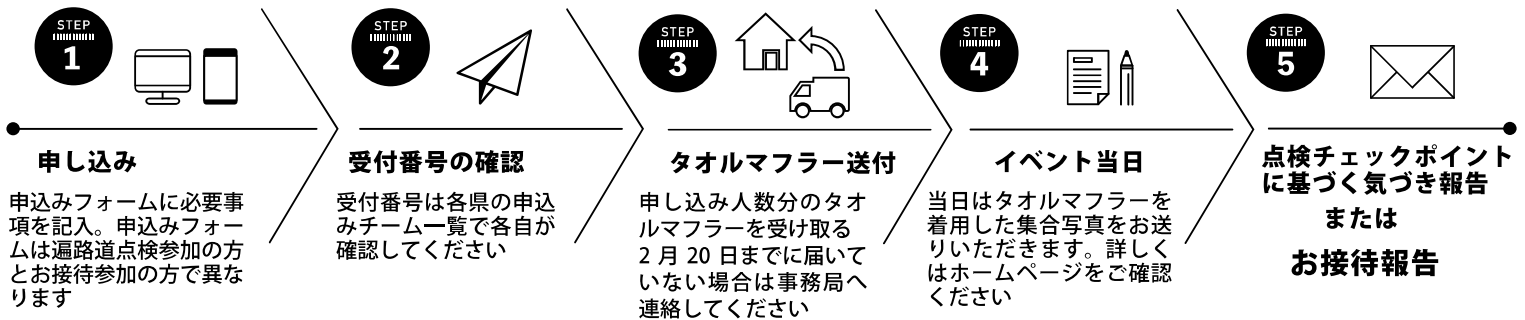 STEP
1
申し込み
申込みフォームに必要事
項を記入。申込みフォー
ムは遍路道点検参加の方
とお接待参加の方で異な
ります
STEP
2
受付番号の確認
受付番号は各県の申込
みチーム一覧で各自が
確認してください
STEP
3
タオルマフラー送付
申し込み人数分のタオ
ルマフラーを受け取る
2 月 20 日までに届いて
いない場合は事務局へ
連絡してください
STEP
4
イベント当日
当日はタオルマフラーを
着用した集合写真をお送
りいただきます。詳しく
はホームページをご確認
ください
STEP
5
点検チェックポイント
に基づく気づき報告
または
お接待報告